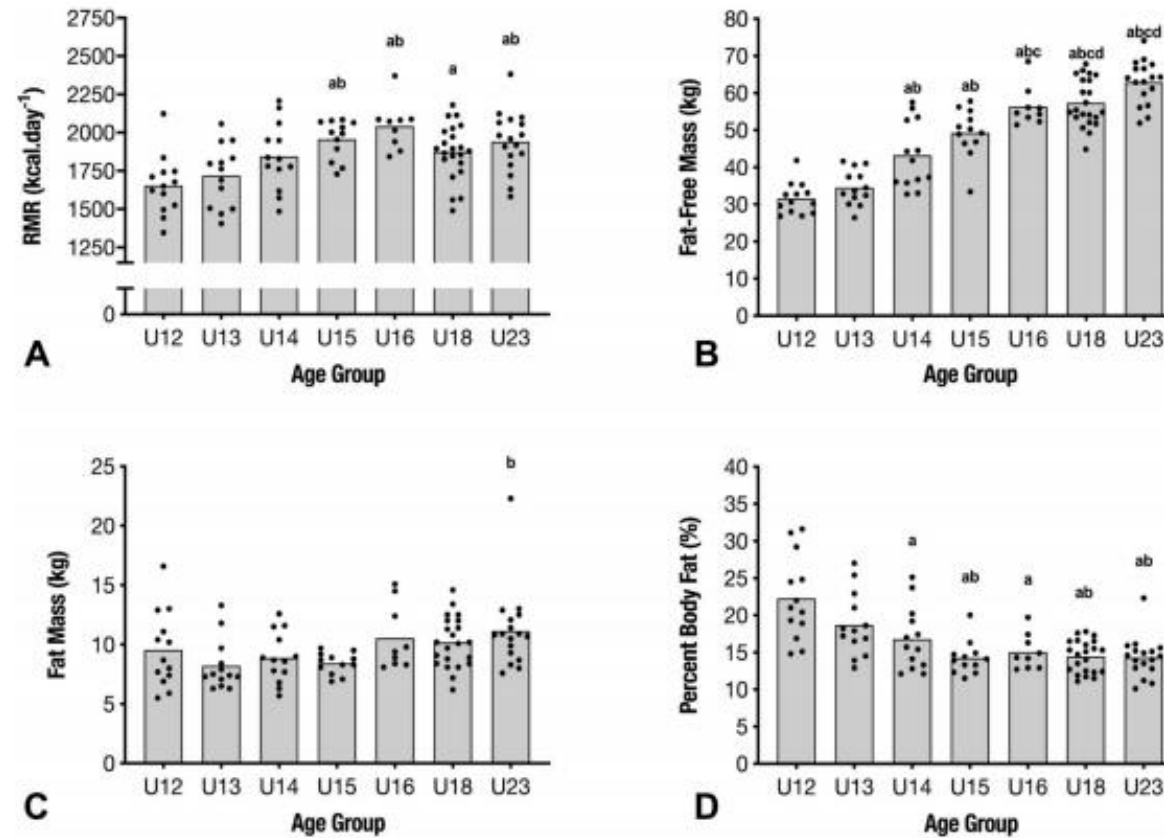 2750
2500
2250
2000
1750
1500
1250
0
RMR (kcal.day⁻¹)
ab
ab
a
ab
U12 U13 U14 U15 U16 U18 U23
A
Age Group
80
70
60
50
40
30
20
10
0
Fat-Free Mass (kg)
ab
ab
abc
abcd
abcd
U12 U13 U14 U15 U16 U18 U23
B
Age Group
25
20
15
10
5
0
Fat Mass (kg)
b
U12 U13 U14 U15 U16 U18 U23
C
Age Group
40
35
30
25
20
15
10
5
0
Percent Body Fat (%)
a
ab
a
ab
ab
U12 U13 U14 U15 U16 U18 U23
D
Age Group